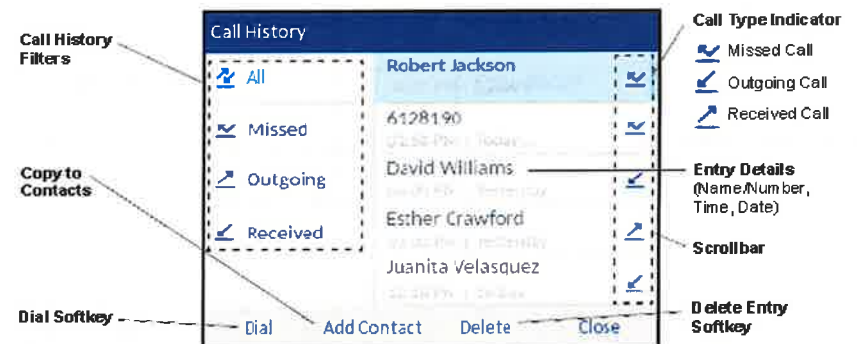 Call History
Filters
Copy to
Contacts
Dial Softkey
Call History
All
Missed
Outgoing
Received
Robert Jackson
6128190
David Williams
Esther Crawford
Juanita Velasquez
Dial
Add Contact
Delete
Close
Call Type Indicator
Missed Call
Outgoing Call
Received Call
Entry Details
(Name/Number,
Time, Date)
Scrollbar
Delete Entry
Softkey